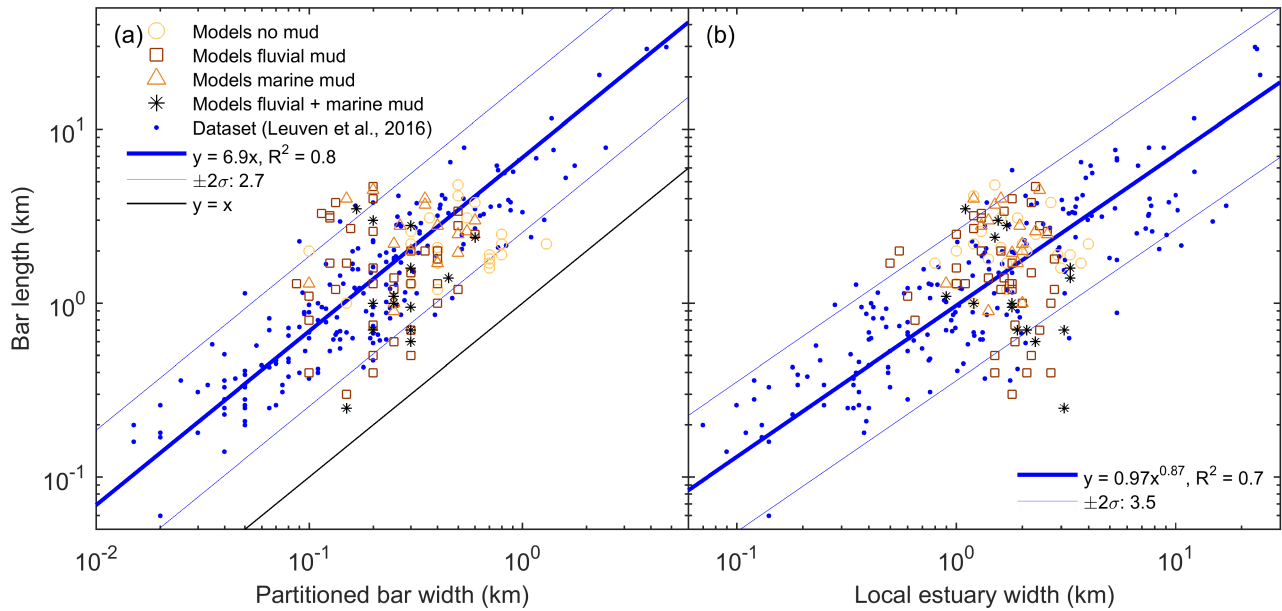 (a)
Models no mud
Models fluvial mud
Models marine mud
Models fluvial + marine mud
Dataset (Leuven et al., 2016)
y = 6.9x, R² = 0.8
±2σ: 2.7
y = x
10¹
10⁰
10⁻¹
Bar length (km)
10⁻²
10⁻¹
10⁰
Partitioned bar width (km)
(b)
y = 0.97x^0.87, R² = 0.7
±2σ: 3.5
10⁻¹
10⁰
10¹
Local estuary width (km)